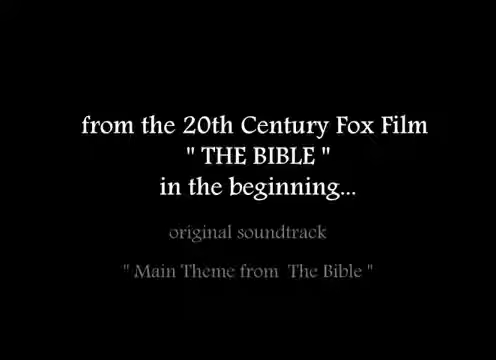 from the 20th Century Fox Film
" THE BIBLE "
in the beginning...
original soundtrack
" Main Theme from The Bible "